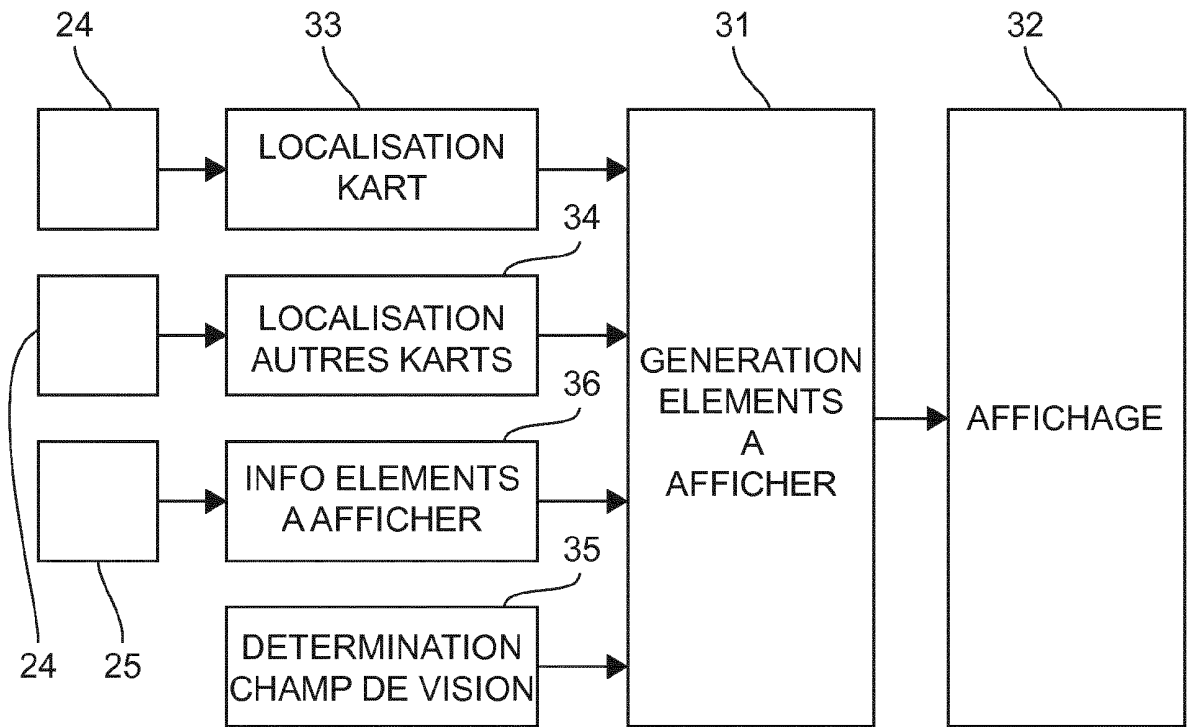 24
33
31
32
LOCALISATION
KART
34
LOCALISATION
AUTRES KARTS
36
INFO ELEMENTS
A AFFICHER
35
DETERMINATION
CHAMP DE VISION
24
25
GENERATION
ELEMENTS
A
AFFICHER
AFFICHAGE